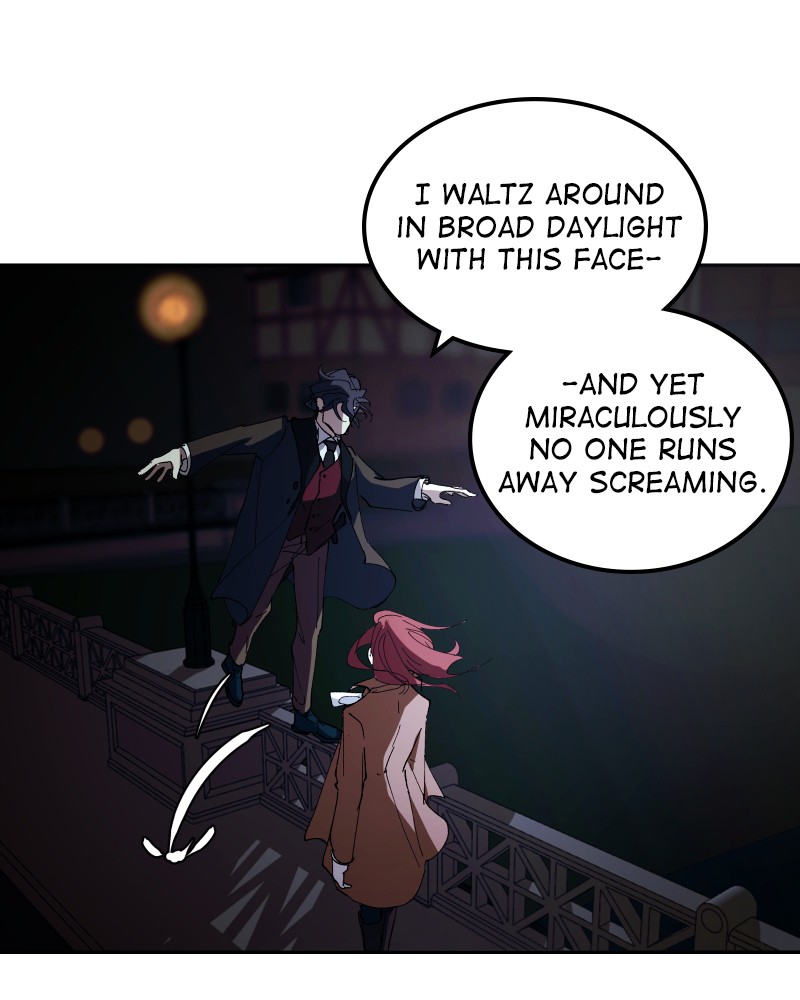 I WALTZ AROUND
IN BROAD DAYLIGHT
WITH THIS FACE-
-AND YET
MIRACULOUSLY
NO ONE RUNS
AWAY SCREAMING.